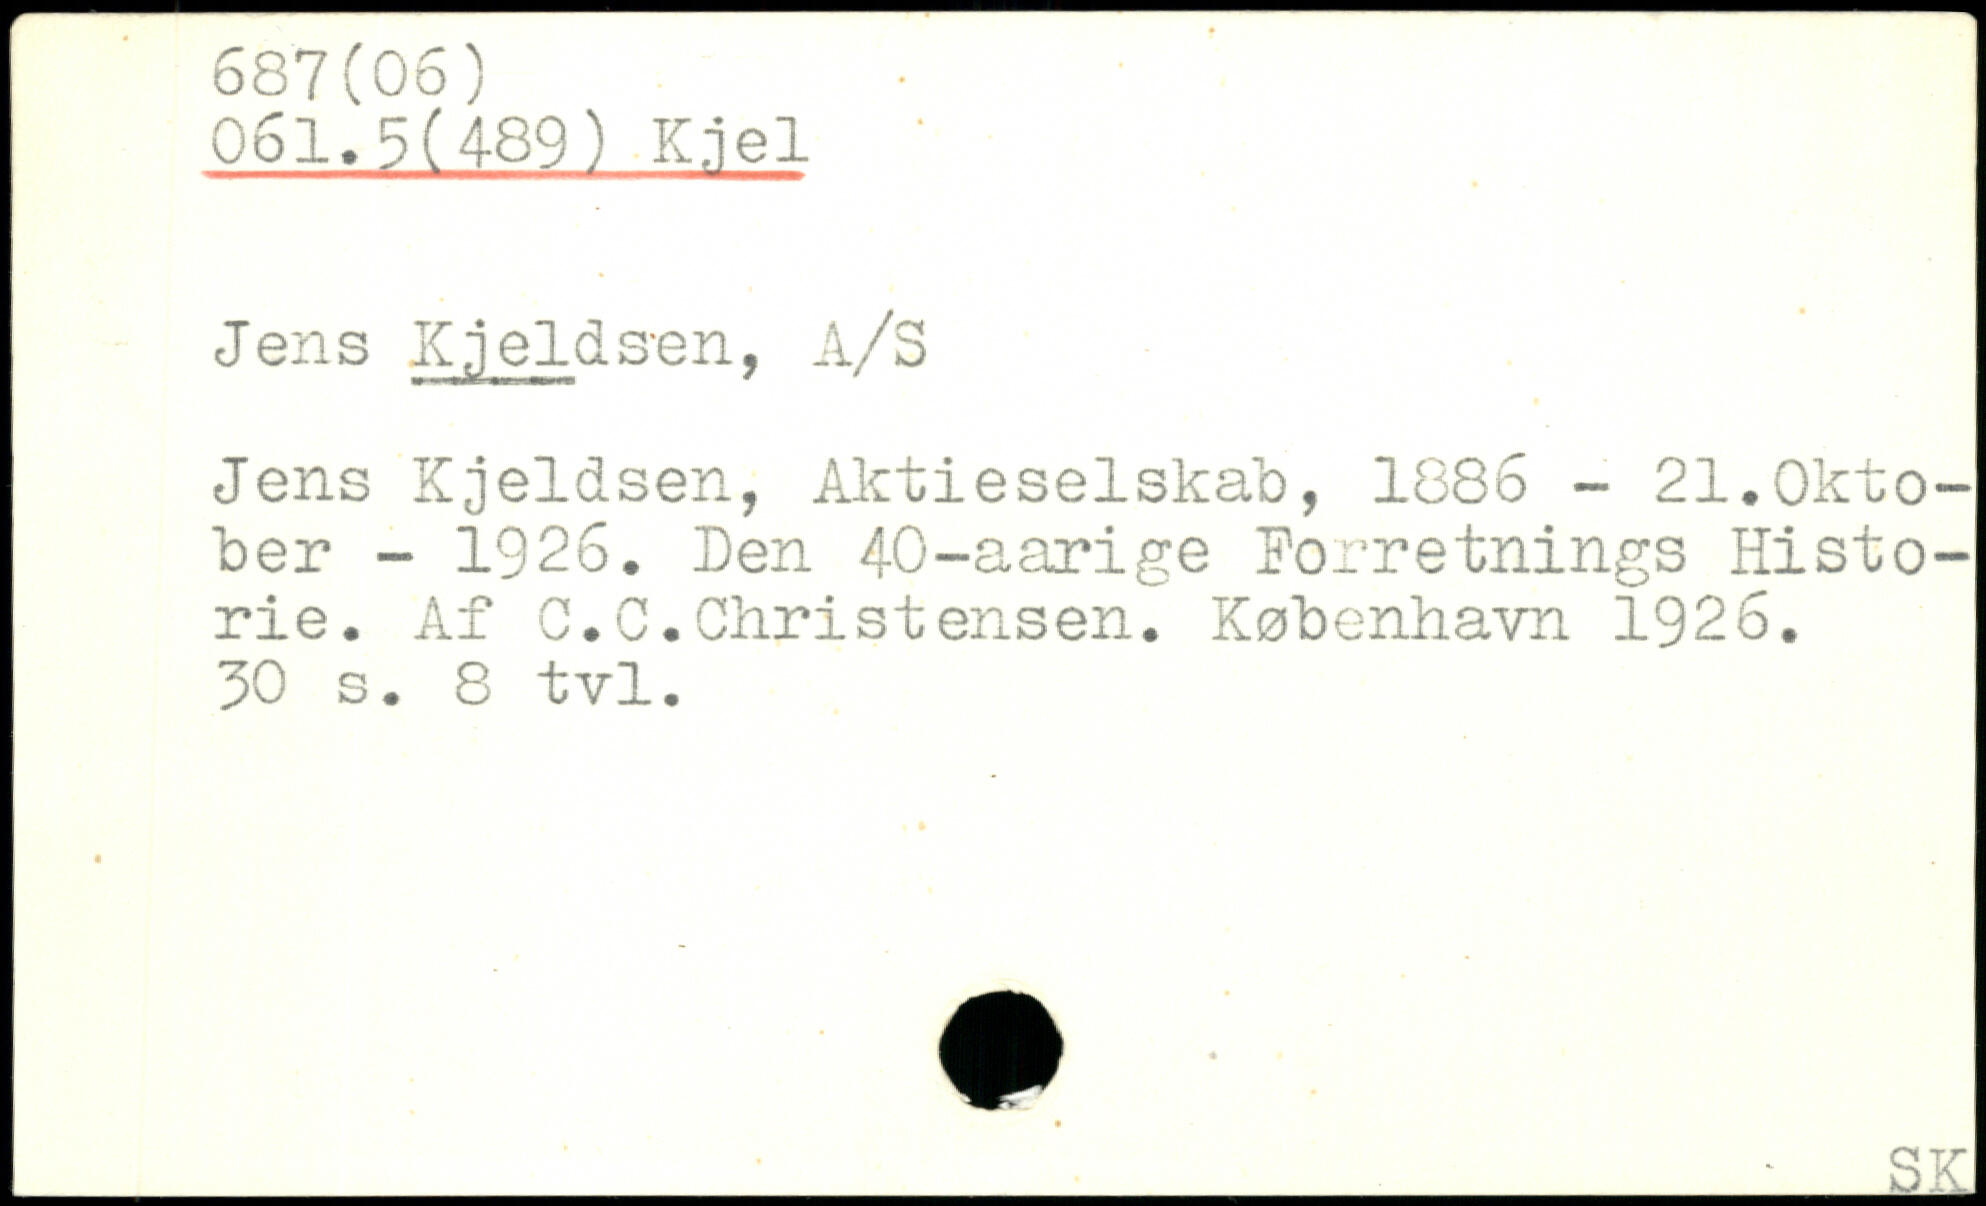 687(06)
061.5(489) Kjel
Jens Kjeldsen, A/S
Jens Kjeldsen, Aktieselskab, 1886 - 21.Okto-
ber - 1926. Den 40-aarige Forretnings Histo-
rie. Af C.C.Christensen. København 1926.
30 s. 8 tvl.
SK